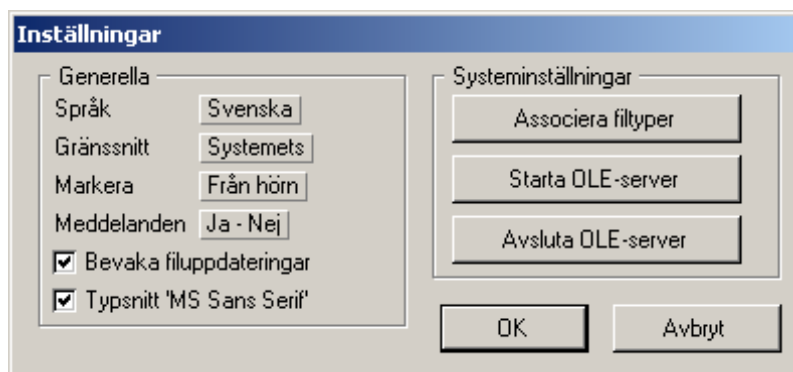 Inställningar
Generella
Språk Svenska
Gränssnitt Systemets
Markera Från hörn
Meddelanden Ja - Nej
Bevaka filuppdateringar
Typsnitt 'MS Sans Serif'
Systeminställningar
Associera filtyper
Starta OLE-server
Avsluta OLE-server
OK Avbryt